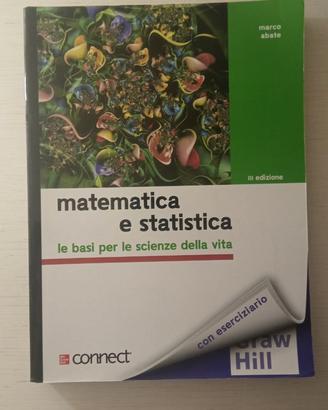 marco
abate
III edizione
matematica
e statistica
le basi per le scienze della vita
con eserciziario
connect
Graw
Hill